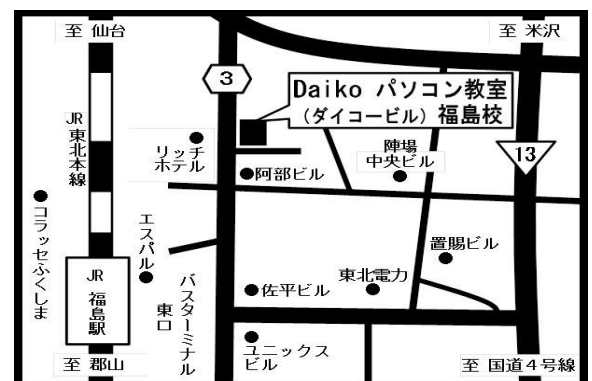 至 仙台
至 米沢
3
Daiko パソコン教室
（ダイコービル）福島校
JR東北本線
リッチ
ホテル
阿部ビル
陣場
中央ビル
13
コラッセふくしま
エスパル
置賜ビル
JR
福島駅
バスターミナル
東口
佐平ビル
東北電力
ユニックス
ビル
至 郡山
至 国道4号線